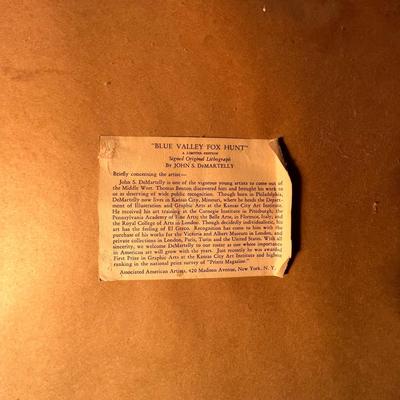 "BLUE VALLEY FOX HUNT"
A LIMITED EDITION
Signed Original Lithograph
By JOHN S. DEMARTELLY
Briefly concerning the artist—
John S. DeMartelly is one of the vigorous young artists to come out of
the Middle West. Thomas Benton discovered him and brought his work to
us as deserving of wide public recognition. Though born in Philadelphia,
DeMartelly now lives in Kansas City, Missouri, where he heads the Depart-
ment of Illustration and Graphic Arts at the Kansas City Art Institute.
He received his art training in the Carnegie Institute in Pittsburgh, the
Pennsylvania Academy of Fine Arts; the Belle Arts, in Florence, Italy; and
the Royal College of Arts in London. Though decidedly individualistic, his
art has the feeling of El Greco. Recognition has come to him with the
purchase of his works for the Victoria and Albert Museum in London, and
private collections in London, Paris, Turin and the United States. With all
sincerity, we welcome DeMartelly to our roster as one whose importance
in American art will grow with the years. Just recently he was awarded
First Prize in Graphic Arts at the Kansas City Art Institute and highest
ranking in the national prize survey of "Prints Magazine."
Associated American Artists, 420 Madison Avenue, New York, N. Y.